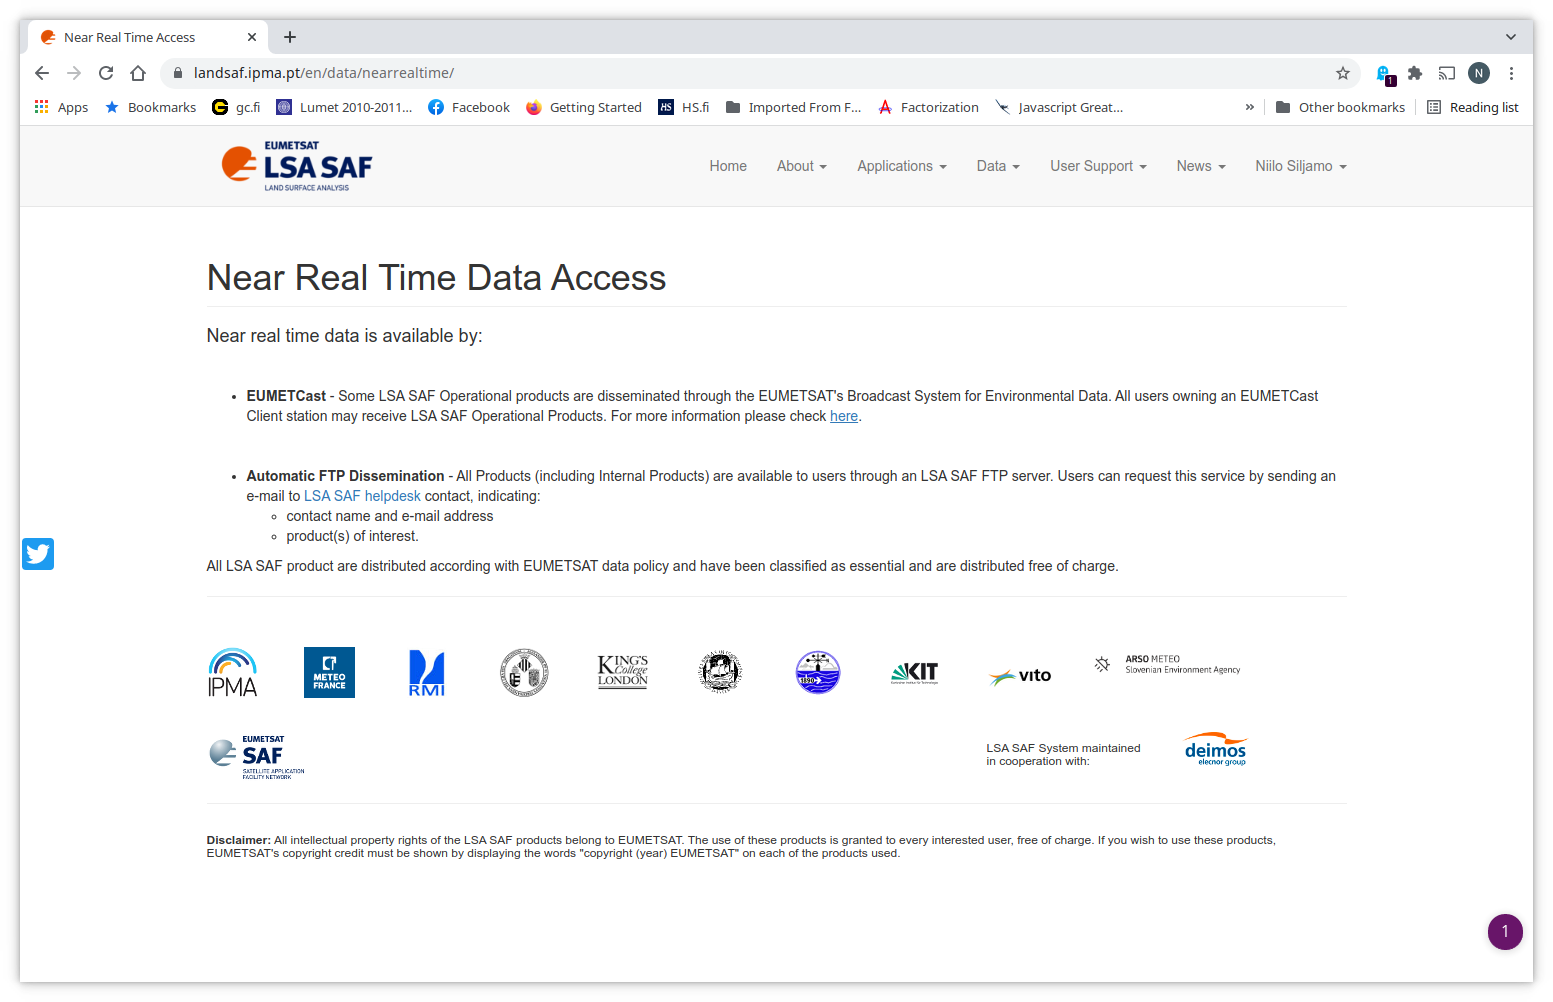 Near Real Time Access
landsaf.ipma.pt/en/data/nearrealtime/
N
1
Apps Bookmarks gc.fi Lumet 2010-2011... Facebook Getting Started HS HS.fi Imported From F... Factorization Javascript Great... » Other bookmarks Reading list
EUMETSAT
LSA SAF
LAND SURFACE ANALYSIS
Home About Applications Data User Support News Niilo Siljamo
Near Real Time Data Access
Near real time data is available by:
• EUMETCast - Some LSA SAF Operational products are disseminated through the EUMETSAT's Broadcast System for Environmental Data. All users owning an EUMETCast
Client station may receive LSA SAF Operational Products. For more information please check here.
• Automatic FTP Dissemination - All Products (including Internal Products) are available to users through an LSA SAF FTP server. Users can request this service by sending an
e-mail to LSA SAF helpdesk contact, indicating:
◦ contact name and e-mail address
◦ product(s) of interest.
All LSA SAF product are distributed according with EUMETSAT data policy and have been classified as essential and are distributed free of charge.
IPMA
METEO
FRANCE
RMI
KING'S
College
LONDON
KIT
vito
ARSO METEO
Slovenian Environment Agency
EUMETSAT
SAF
SATELLITE APPLICATION
FACILITY NETWORK
LSA SAF System maintained
in cooperation with:
deimos
elecnor group
Disclaimer: All intellectual property rights of the LSA SAF products belong to EUMETSAT. The use of these products is granted to every interested user, free of charge. If you wish to use these products,
EUMETSAT's copyright credit must be shown by displaying the words "copyright (year) EUMETSAT" on each of the products used.
1